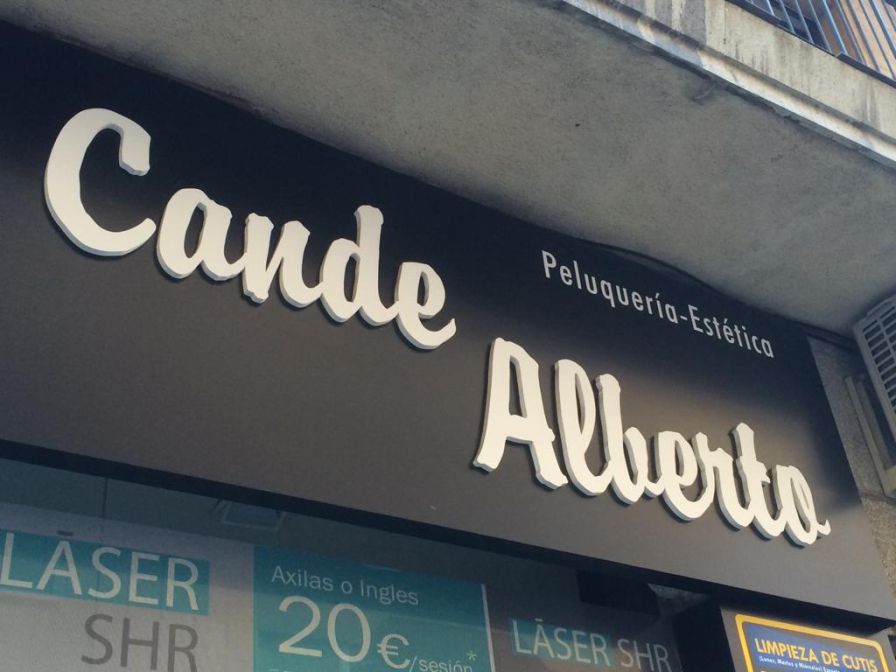 Cande
Peluquería-Estética
Alberto
LÁSER
SHR
Axilas o Ingles
20€/sesión*
LÁSER SHR
LIMPIEZA DE CUTIS